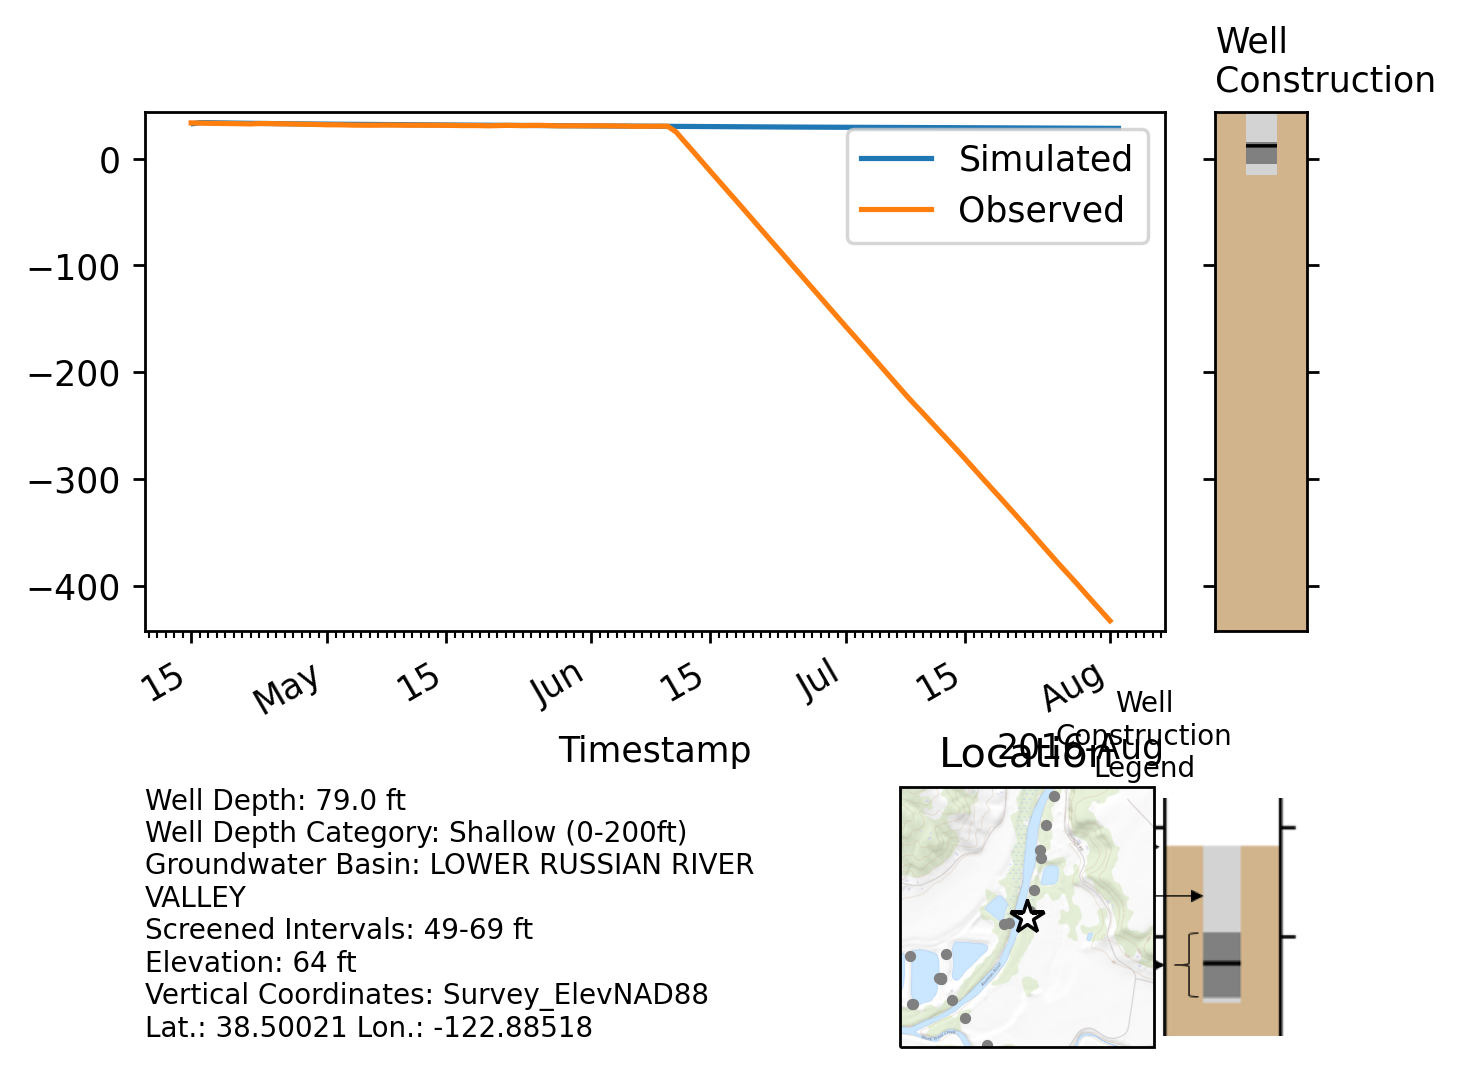 Well
Construction
Simulated
Observed
0
−100
−200
−300
−400
15
May
15
Jun
15
Jul
15
Aug
Timestamp
2016-Aug
Well Depth: 79.0 ft
Well Depth Category: Shallow (0-200ft)
Groundwater Basin: LOWER RUSSIAN RIVER
VALLEY
Screened Intervals: 49-69 ft
Elevation: 64 ft
Vertical Coordinates: Survey_ElevNAD88
Lat.: 38.50021 Lon.: -122.88518
Location
Well
Construction
Legend